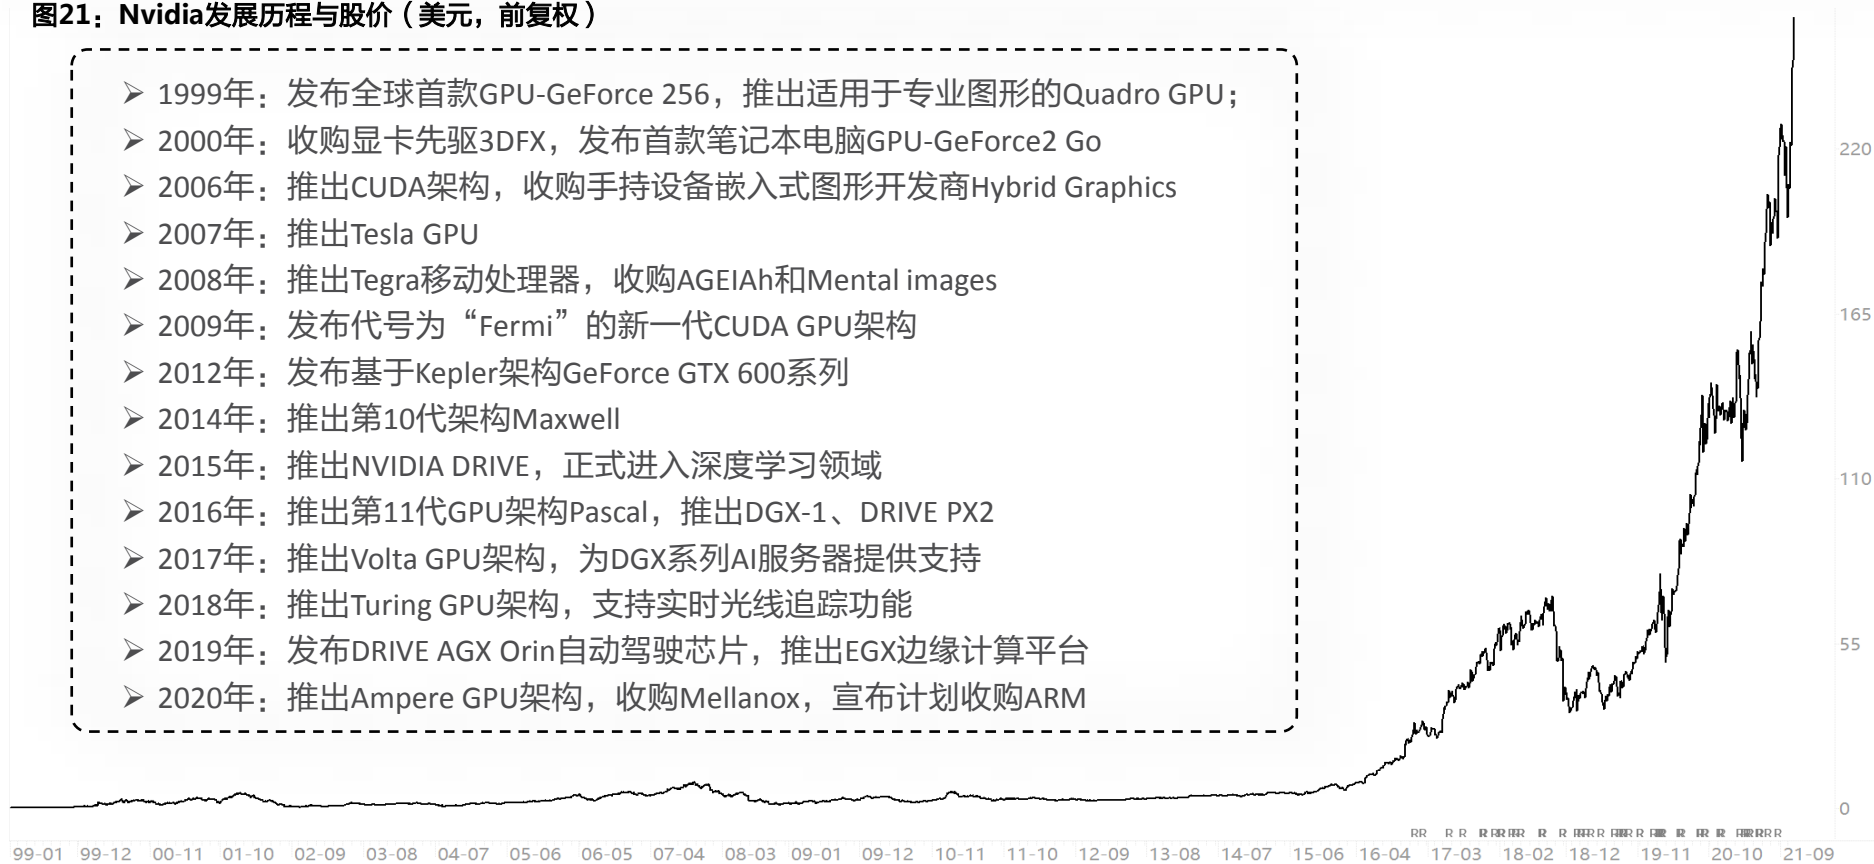 图21：Nvidia发展历程与股价（美元，前复权）
➢ 1999年：发布全球首款GPU-GeForce 256，推出适用于专业图形的Quadro GPU；
➢ 2000年：收购显卡先驱3DFX，发布首款笔记本电脑GPU-GeForce2 Go
➢ 2006年：推出CUDA架构，收购手持设备嵌入式图形开发商Hybrid Graphics
➢ 2007年：推出Tesla GPU
➢ 2008年：推出Tegra移动处理器，收购AGEIAh和Mental images
➢ 2009年：发布代号为“Fermi”的新一代CUDA GPU架构
➢ 2012年：发布基于Kepler架构GeForce GTX 600系列
➢ 2014年：推出第10代架构Maxwell
➢ 2015年：推出NVIDIA DRIVE，正式进入深度学习领域
➢ 2016年：推出第11代GPU架构Pascal，推出DGX-1、DRIVE PX2
➢ 2017年：推出Volta GPU架构，为DGX系列AI服务器提供支持
➢ 2018年：推出Turing GPU架构，支持实时光线追踪功能
➢ 2019年：发布DRIVE AGX Orin自动驾驶芯片，推出EGX边缘计算平台
➢ 2020年：推出Ampere GPU架构，收购Mellanox，宣布计划收购ARM
220
165
110
55
0
99-01 99-12 00-11 01-10 02-09 03-08 04-07 05-06 06-05 07-04 08-03 09-01 09-12 10-11 11-10 12-09 13-08 14-07 15-06 16-04 17-03 18-02 18-12 19-11 20-10 21-09